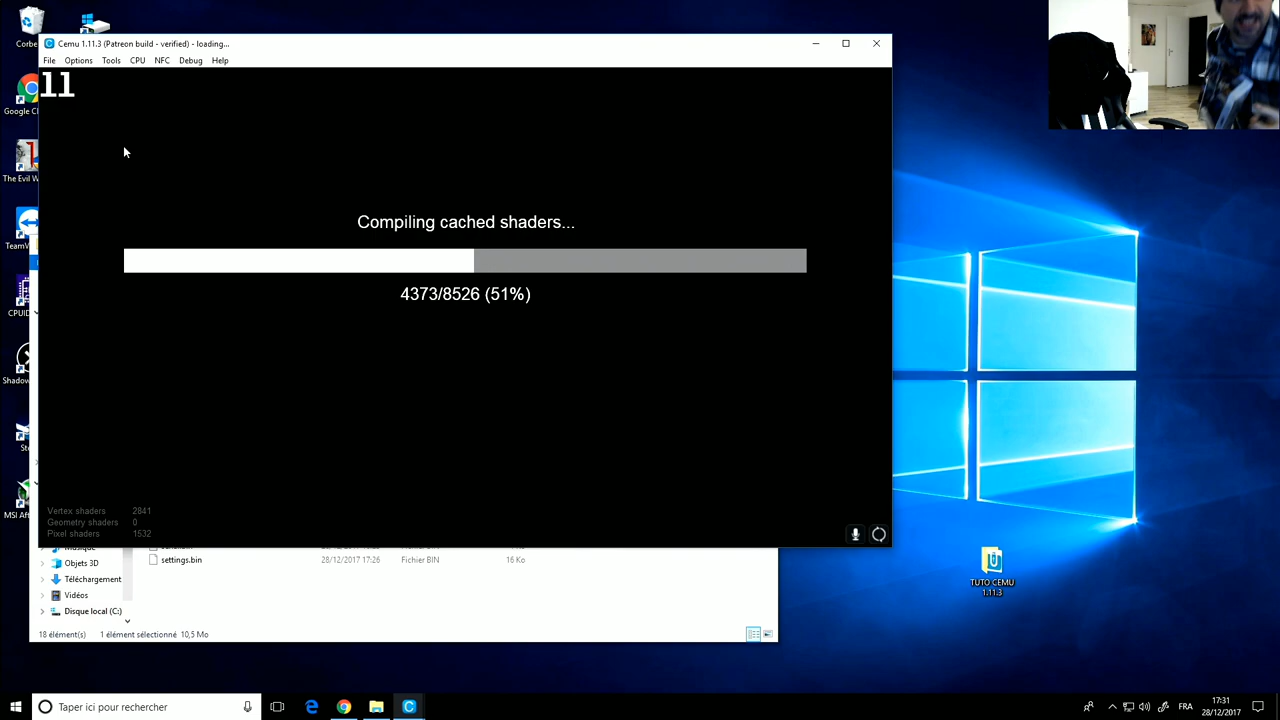 Corbe
Cemu 1.11.3 (Patreon build - verified) - loading...
File Options Tools CPU NFC Debug Help
11
Google Cl
The Evil W
TeamV
CPUID
Shadow
Ste
MSI After
Compiling cached shaders...
4373/8526 (51%)
Vertex shaders 2841
Geometry shaders 0
Pixel shaders 1532
Musique
settings.bin 28/12/2017 17:26 Fichier BIN 16 Ko
Objets 3D
Téléchargement
Vidéos
Disque local (C:)
18 élément(s) 1 élément sélectionné 10,5 Mo
TUTO CEMU
1.11.3
Taper ici pour rechercher
FRA
17:31
28/12/2017